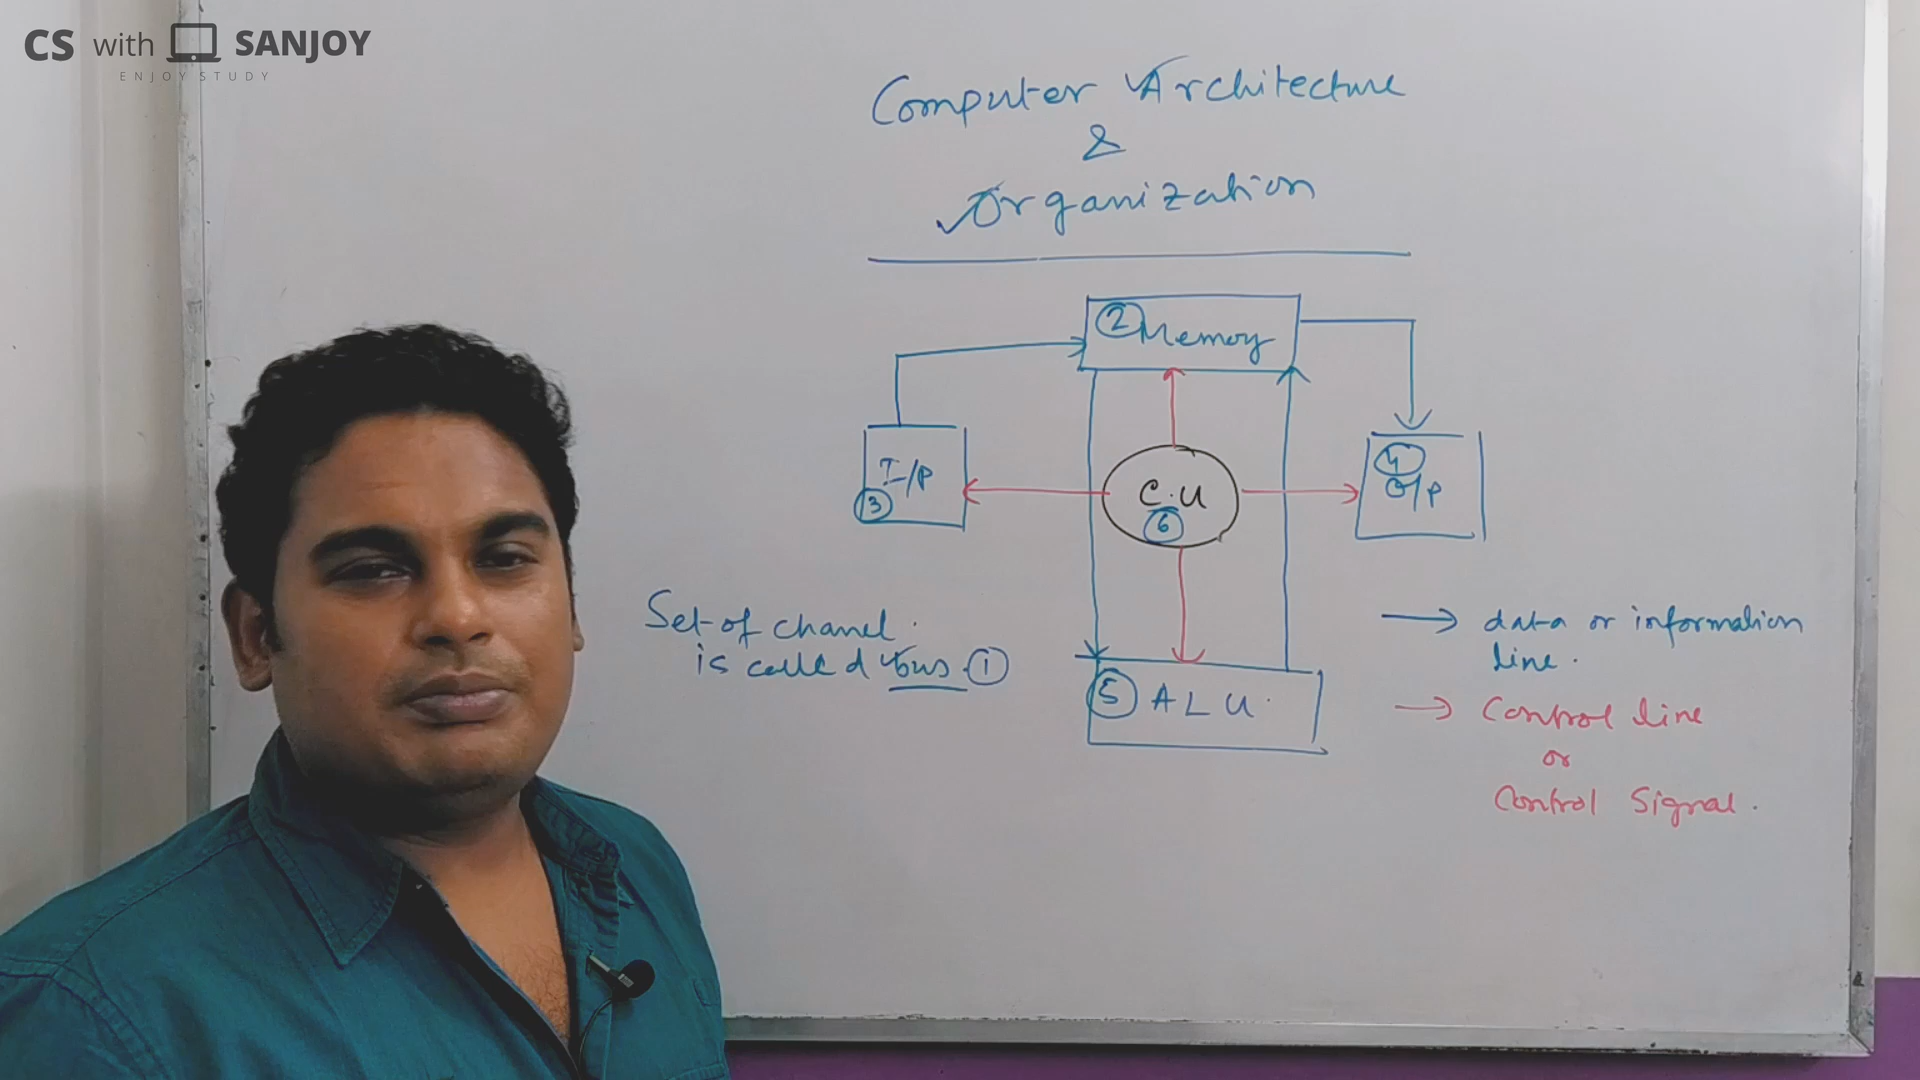 CS with SANJOY
ENJOY STUDY
Computer Architecture
&
Organization
2 Memoy
I/P
3
C.U
6
4
O/P
Set of chanel.
is called bus. 1
5 ALU.
data or information
line.
Control line
or
Control Signal.